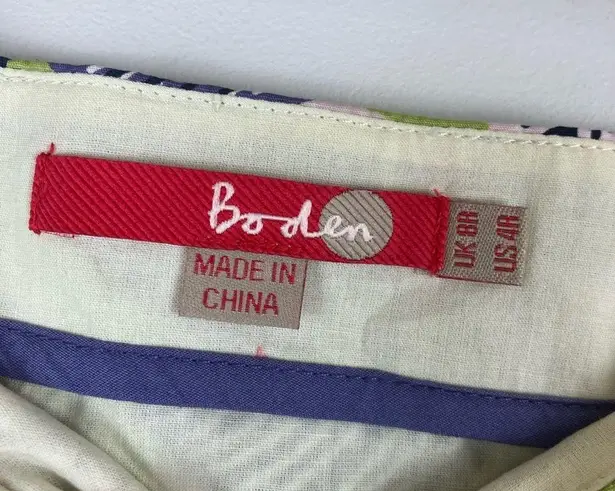 Boden
MADE IN
CHINA
UK 8R
US 4R